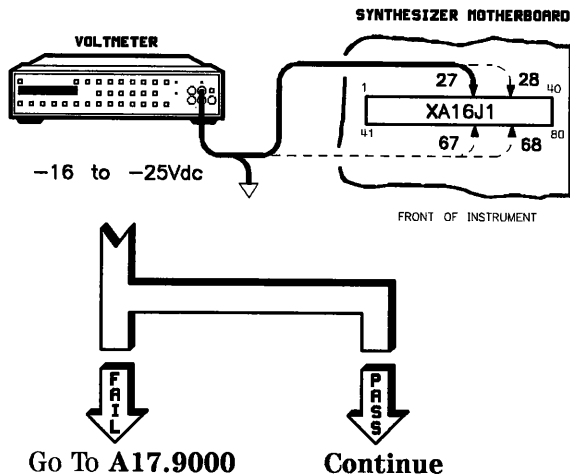 SYNTHESIZER MOTHERBOARD
VOLTMETER
27 28
1 40
XA16J1
41 80
67 68
-16 to -25Vdc
FRONT OF INSTRUMENT
FAIL
PASS
Go To A17.9000
Continue